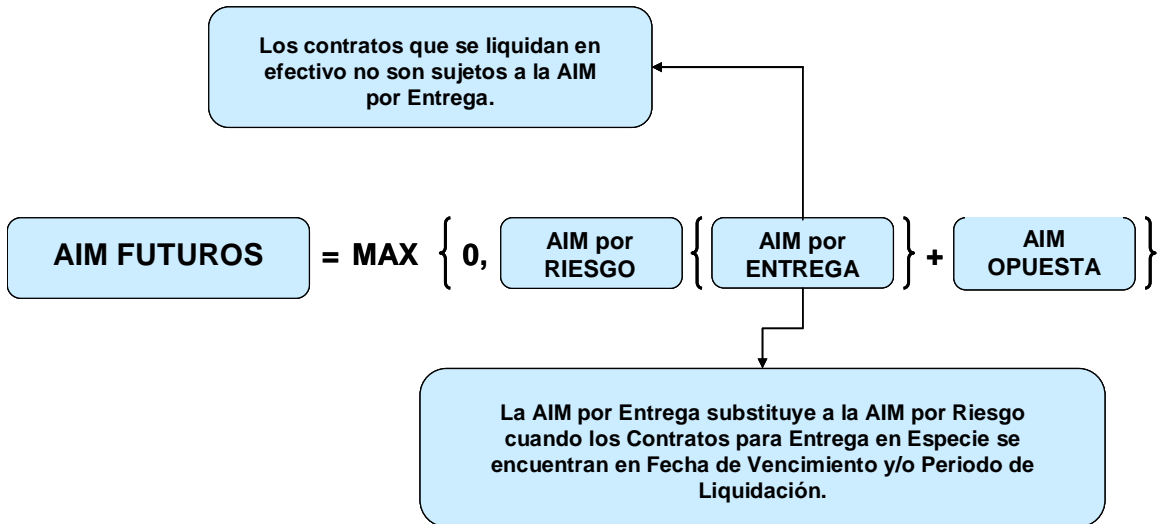 Los contratos que se liquidan en
efectivo no son sujetos a la AIM
por Entrega.
AIM FUTUROS = MAX { 0, AIM por RIESGO { AIM por ENTREGA } + AIM OPUESTA }
La AIM por Entrega substituye a la AIM por Riesgo
cuando los Contratos para Entrega en Especie se
encuentran en Fecha de Vencimiento y/o Periodo de
Liquidación.